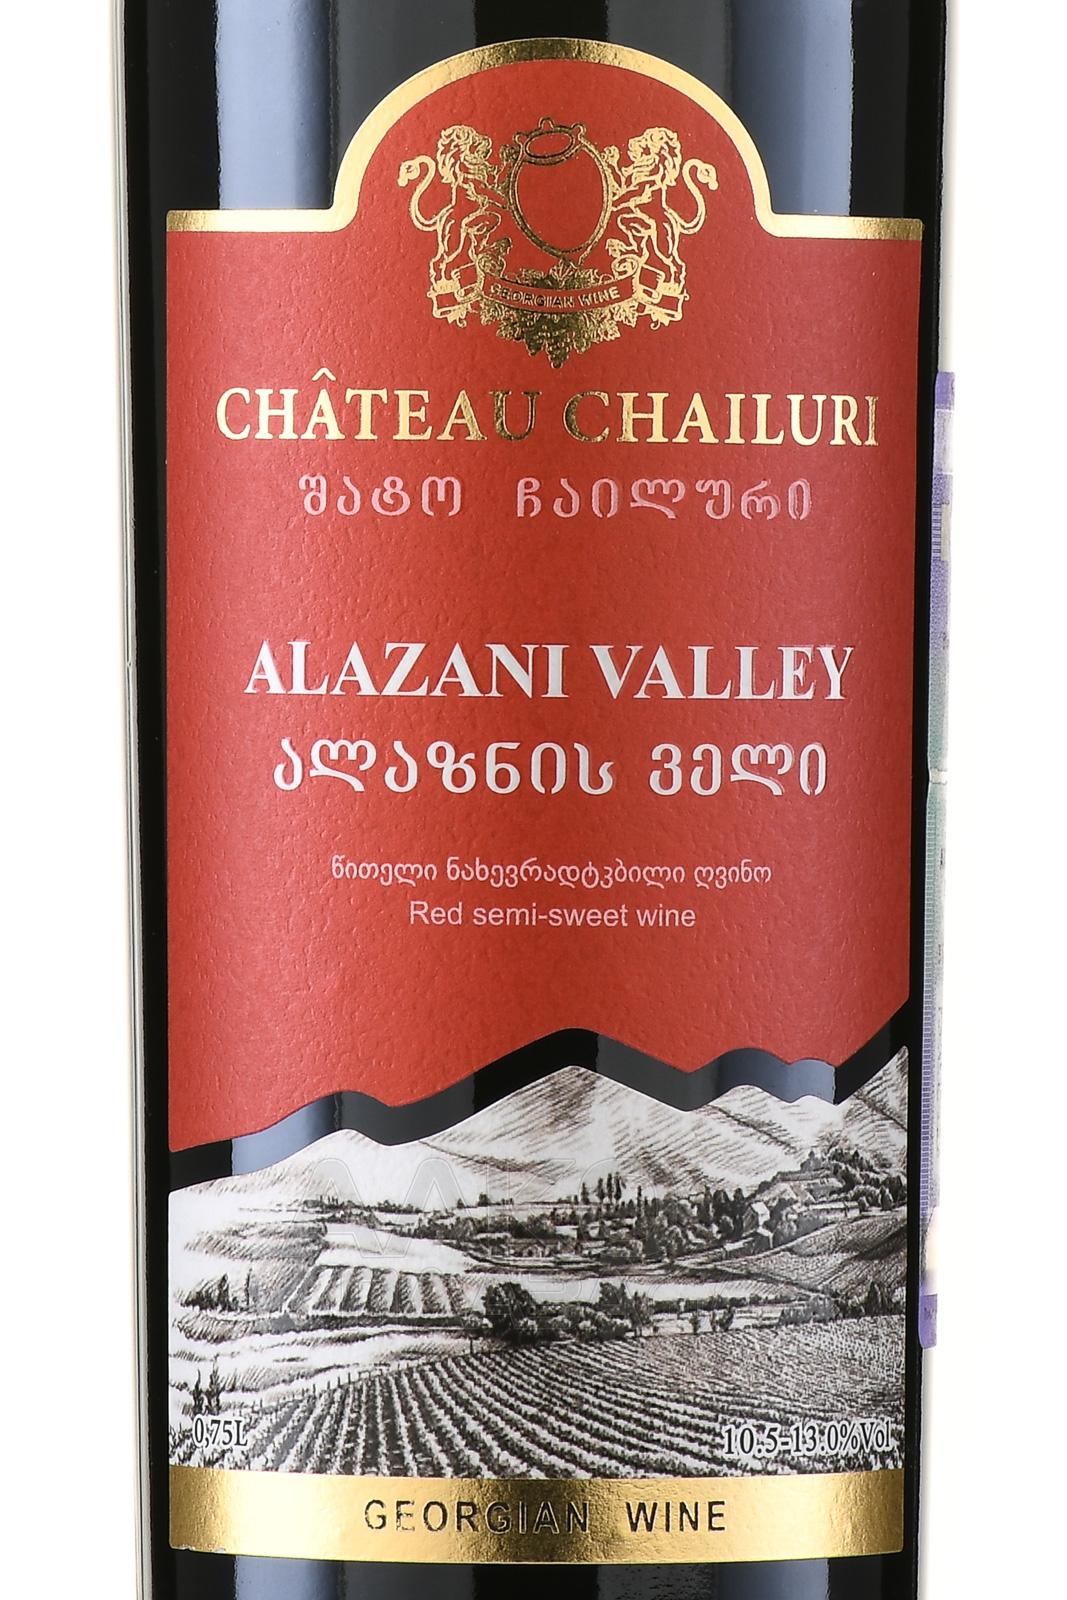 GEORGIAN WINE
CHÂTEAU CHAILURI
შატო ჩაილური
ALAZANI VALLEY
ალაზნის ველი
წითელი ნახევრადტკბილი ღვინო
Red semi-sweet wine
0,75L
10.5-13.0%Vol
GEORGIAN WINE